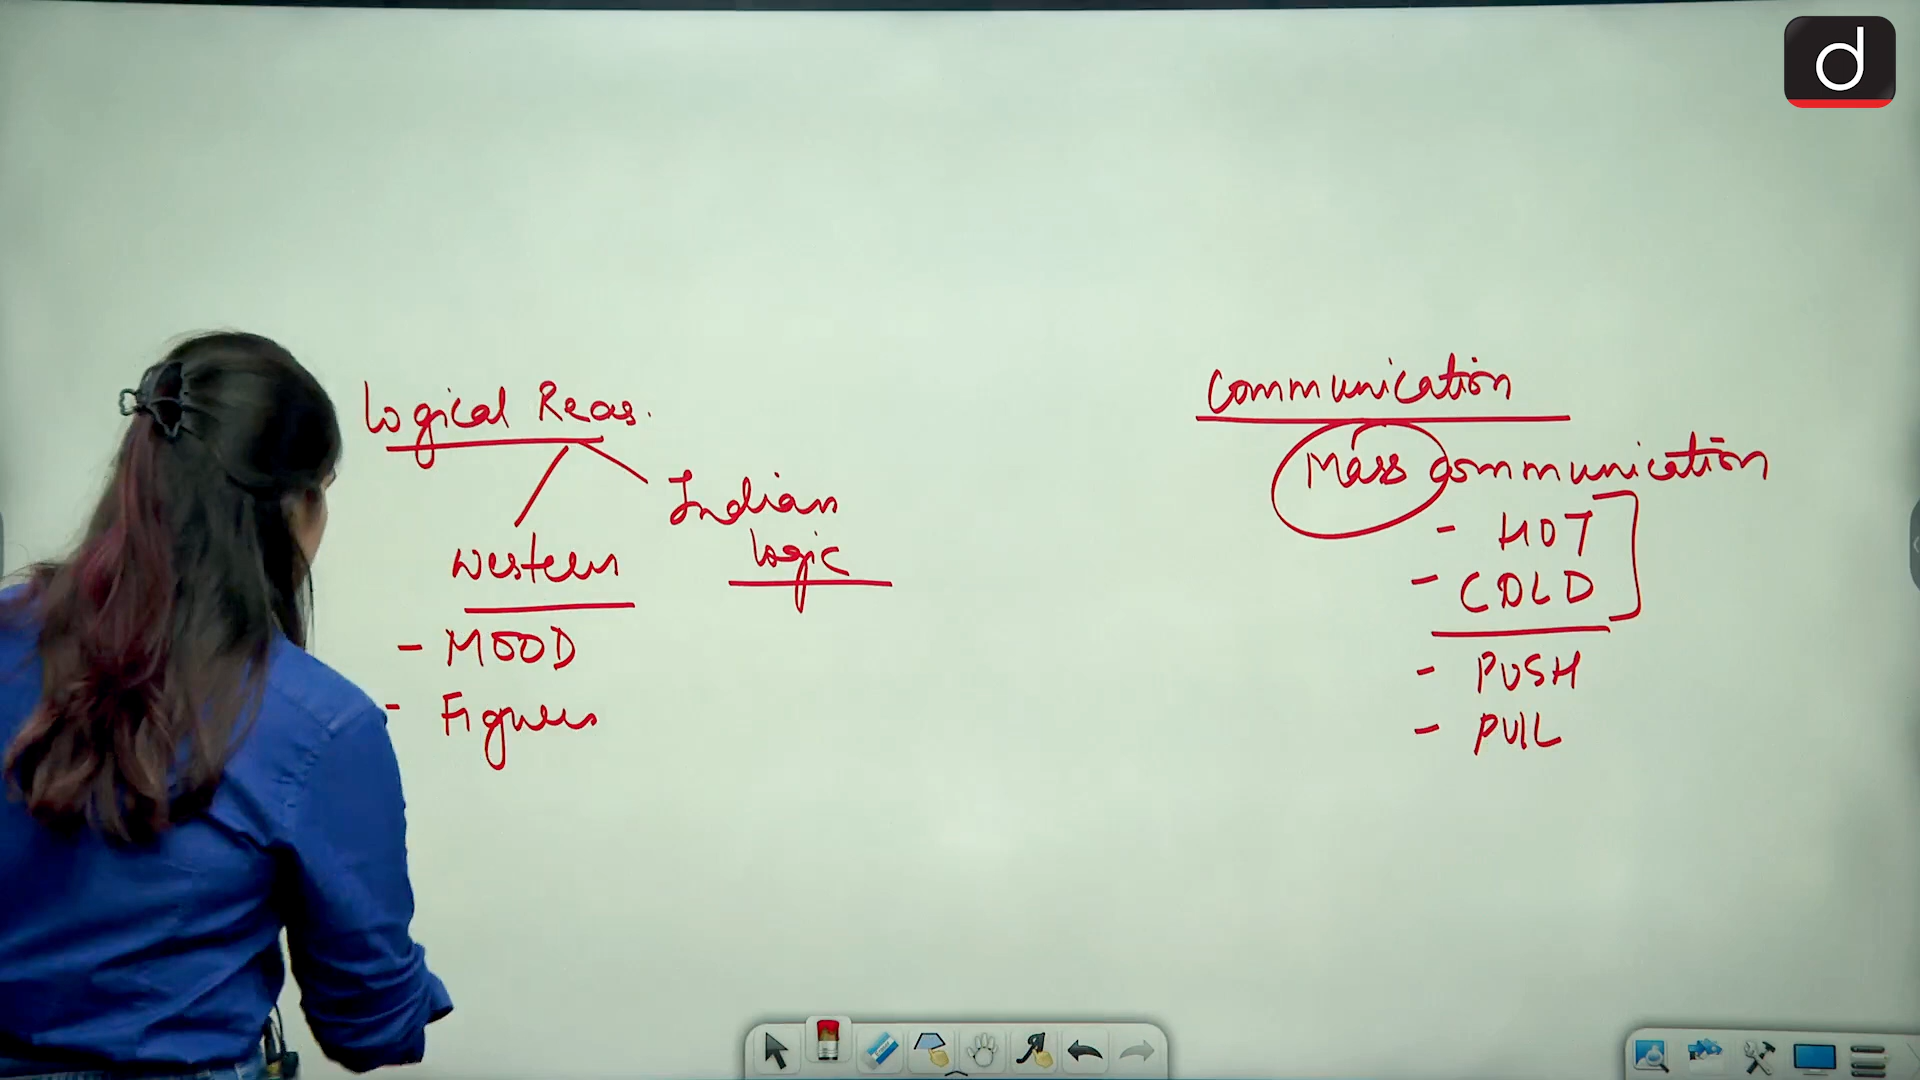 d
Logical Reas.
Western
- MOOD
- Figures
Indian
logic
Communication
Mass communication
- HOT
- COLD
- PUSH
- PULL